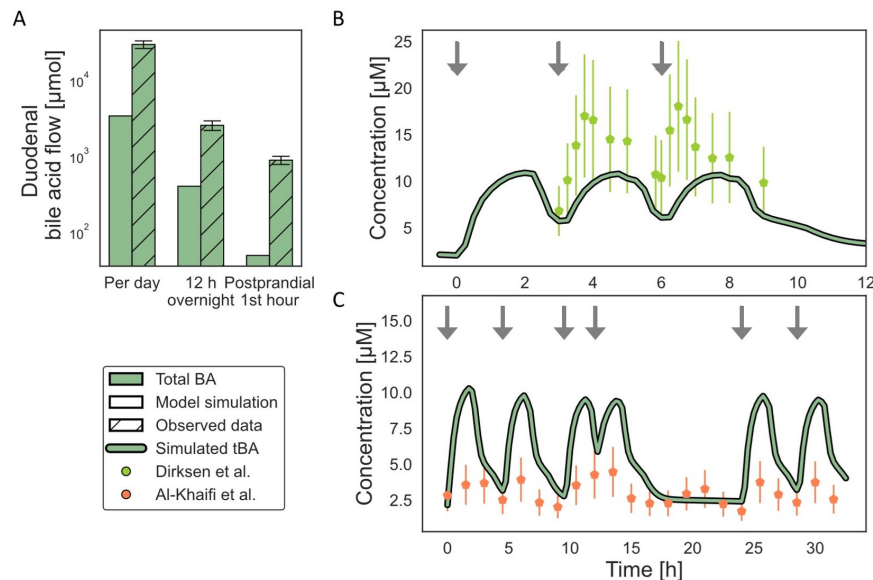 A
Duodenal
bile acid flow [µmol]
10⁴
10³
10²
Per day
12 h
overnight
Postprandial
1st hour
Total BA
Model simulation
Observed data
Simulated tBA
Dirksen et al.
Al-Khaifi et al.
B
Concentration [µM]
25
20
15
10
5
0
2
4
6
8
10
12
C
Concentration [µM]
15.0
12.5
10.0
7.5
5.0
2.5
0
5
10
15
20
25
30
Time [h]